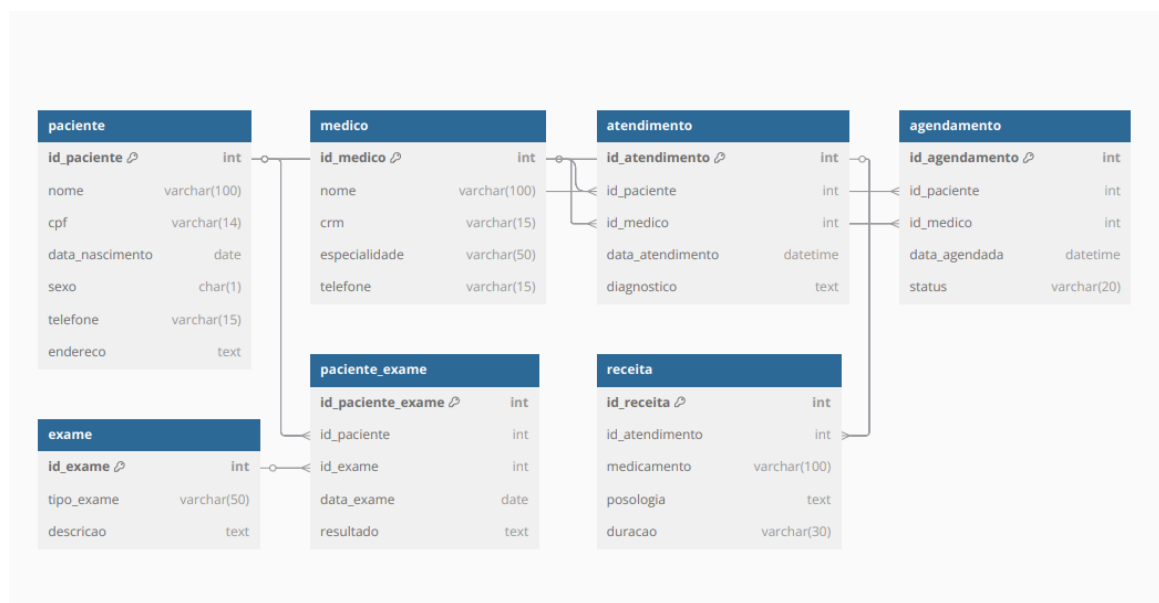 paciente
id_paciente int
nome varchar(100)
cpf varchar(14)
data_nascimento date
sexo char(1)
telefone varchar(15)
endereco text
medico
id_medico int
nome varchar(100)
crm varchar(15)
especialidade varchar(50)
telefone varchar(15)
atendimento
id_atendimento int
id_paciente int
id_medico int
data_atendimento datetime
diagnostico text
agendamento
id_agendamento int
id_paciente int
id_medico int
data_agendada datetime
status varchar(20)
exame
id_exame int
tipo_exame varchar(50)
descricao text
paciente_exame
id_paciente_exame int
id_paciente int
id_exame int
data_exame date
resultado text
receita
id_receita int
id_atendimento int
medicamento varchar(100)
posologia text
duracao varchar(30)